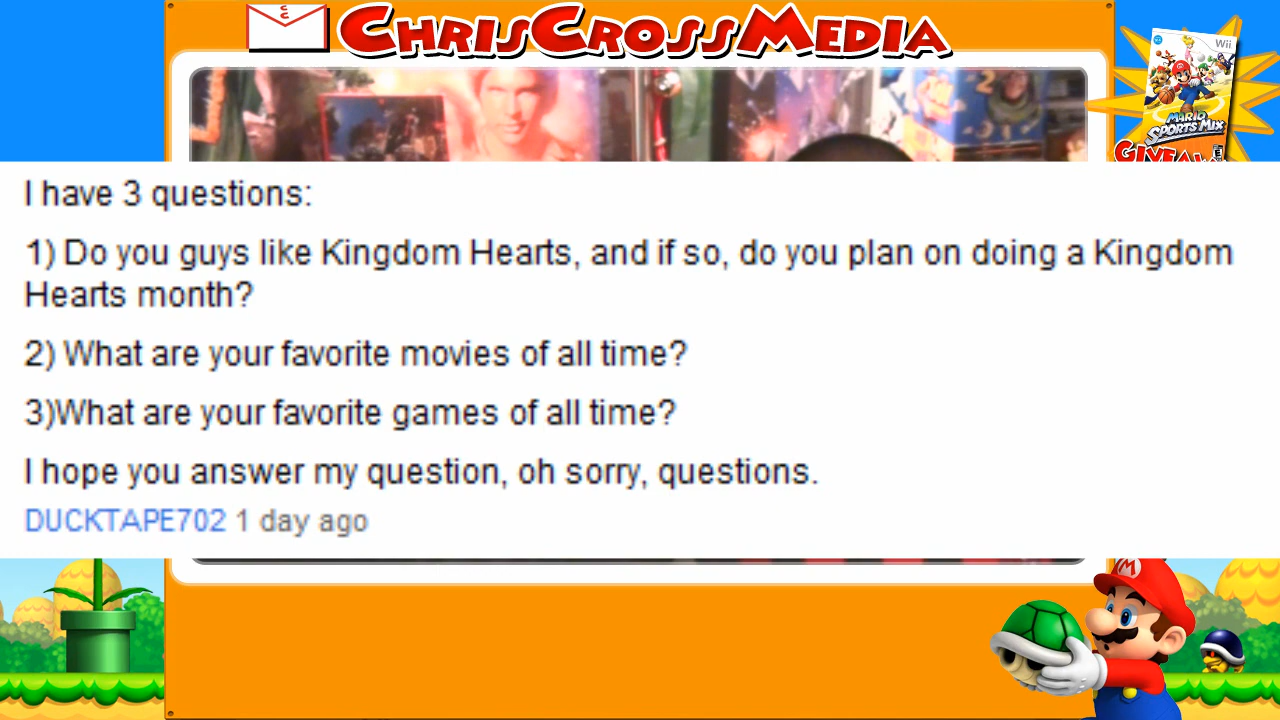 ChrisCrossMedia
Wii
MARIO
SPORTS MIX
I have 3 questions:
1) Do you guys like Kingdom Hearts, and if so, do you plan on doing a Kingdom
Hearts month?
2) What are your favorite movies of all time?
3)What are your favorite games of all time?
I hope you answer my question, oh sorry, questions.
DUCKTAPE702 1 day ago
M